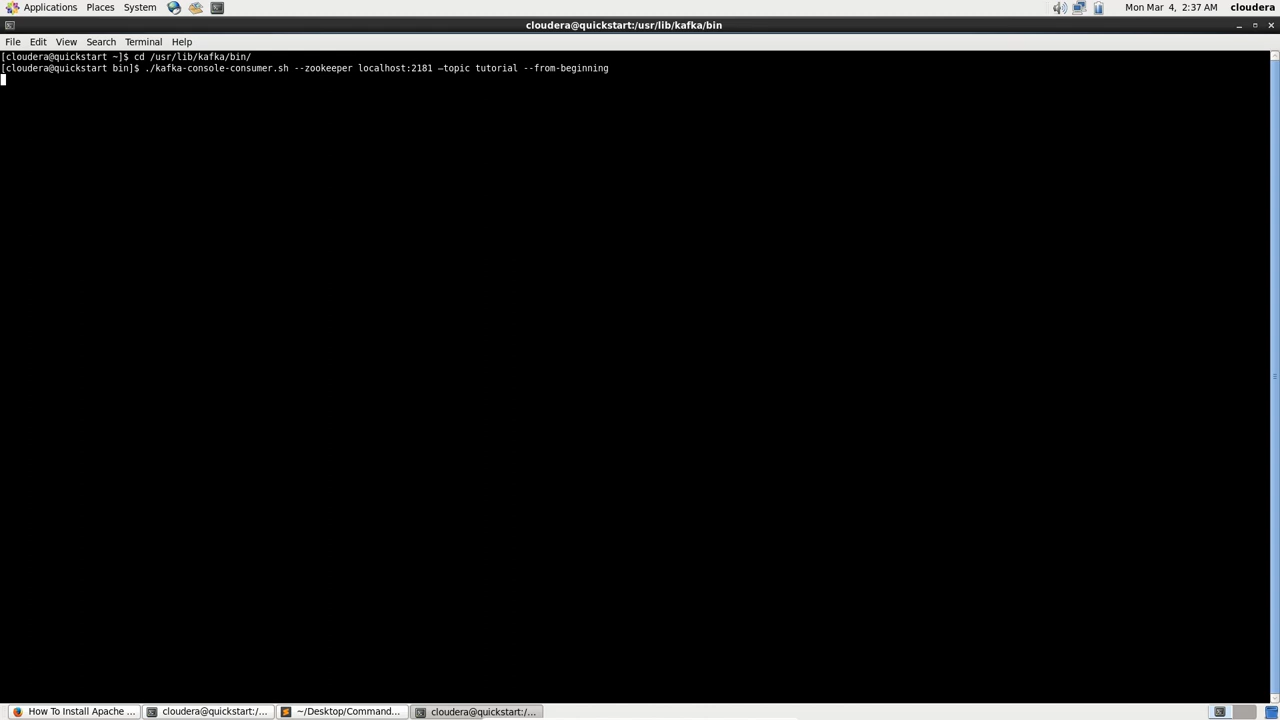 Applications Places System Mon Mar 4, 2:37 AM cloudera
cloudera@quickstart:/usr/lib/kafka/bin
File Edit View Search Terminal Help
[cloudera@quickstart ~]$ cd /usr/lib/kafka/bin/
[cloudera@quickstart bin]$ ./kafka-console-consumer.sh --zookeeper localhost:2181 –topic tutorial --from-beginning
How To Install Apache ... cloudera@quickstart:/... ~/Desktop/Command... cloudera@quickstart:/...